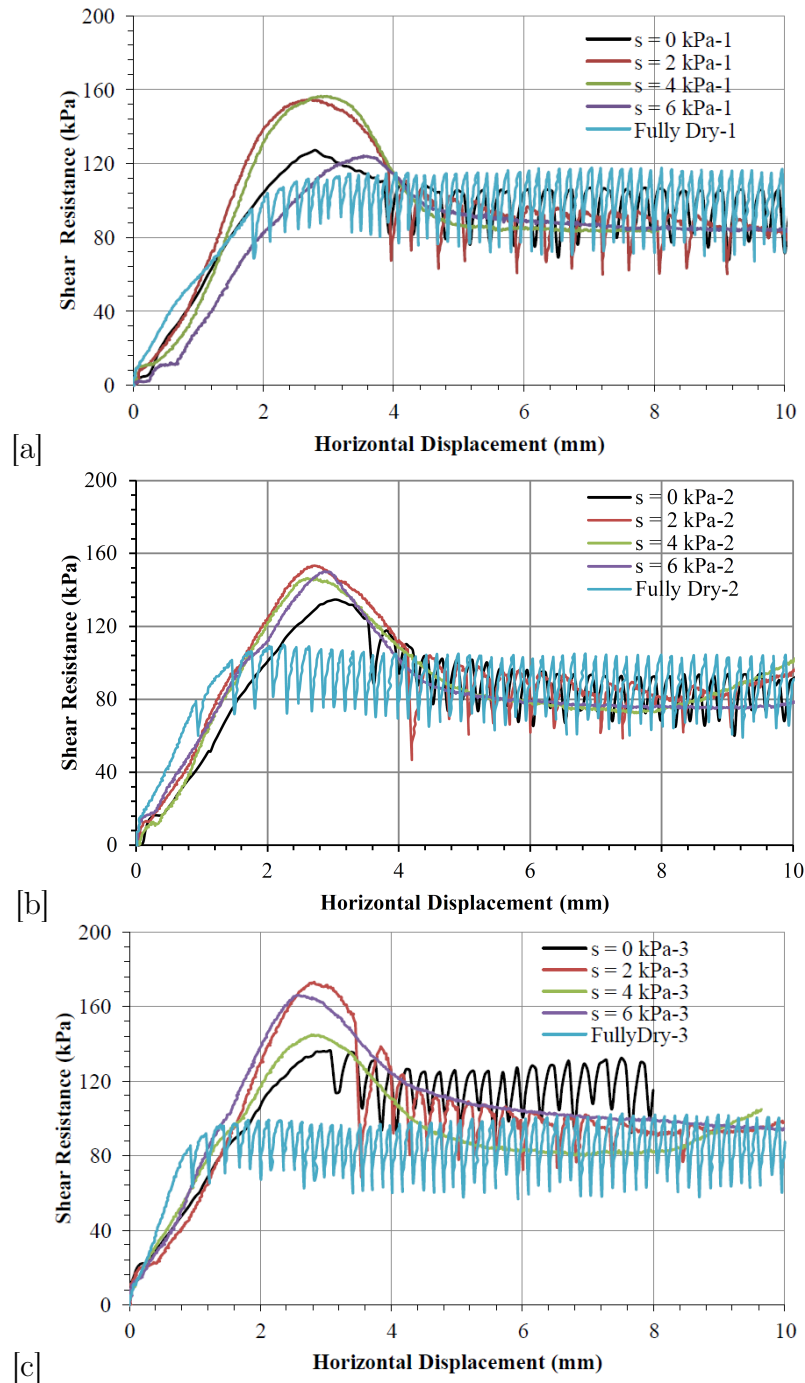 200
160
120
80
40
0
Shear Resistance (kPa)
s = 0 kPa-1
s = 2 kPa-1
s = 4 kPa-1
s = 6 kPa-1
Fully Dry-1
0 2 4 6 8 10
Horizontal Displacement (mm)
[a]
200
160
120
80
40
0
Shear Resistance (kPa)
s = 0 kPa-2
s = 2 kPa-2
s = 4 kPa-2
s = 6 kPa-2
Fully Dry-2
0 2 4 6 8 10
Horizontal Displacement (mm)
[b]
200
160
120
80
40
0
Shear Resistance (kPa)
s = 0 kPa-3
s = 2 kPa-3
s = 4 kPa-3
s = 6 kPa-3
FullyDry-3
0 2 4 6 8 10
Horizontal Displacement (mm)
[c]